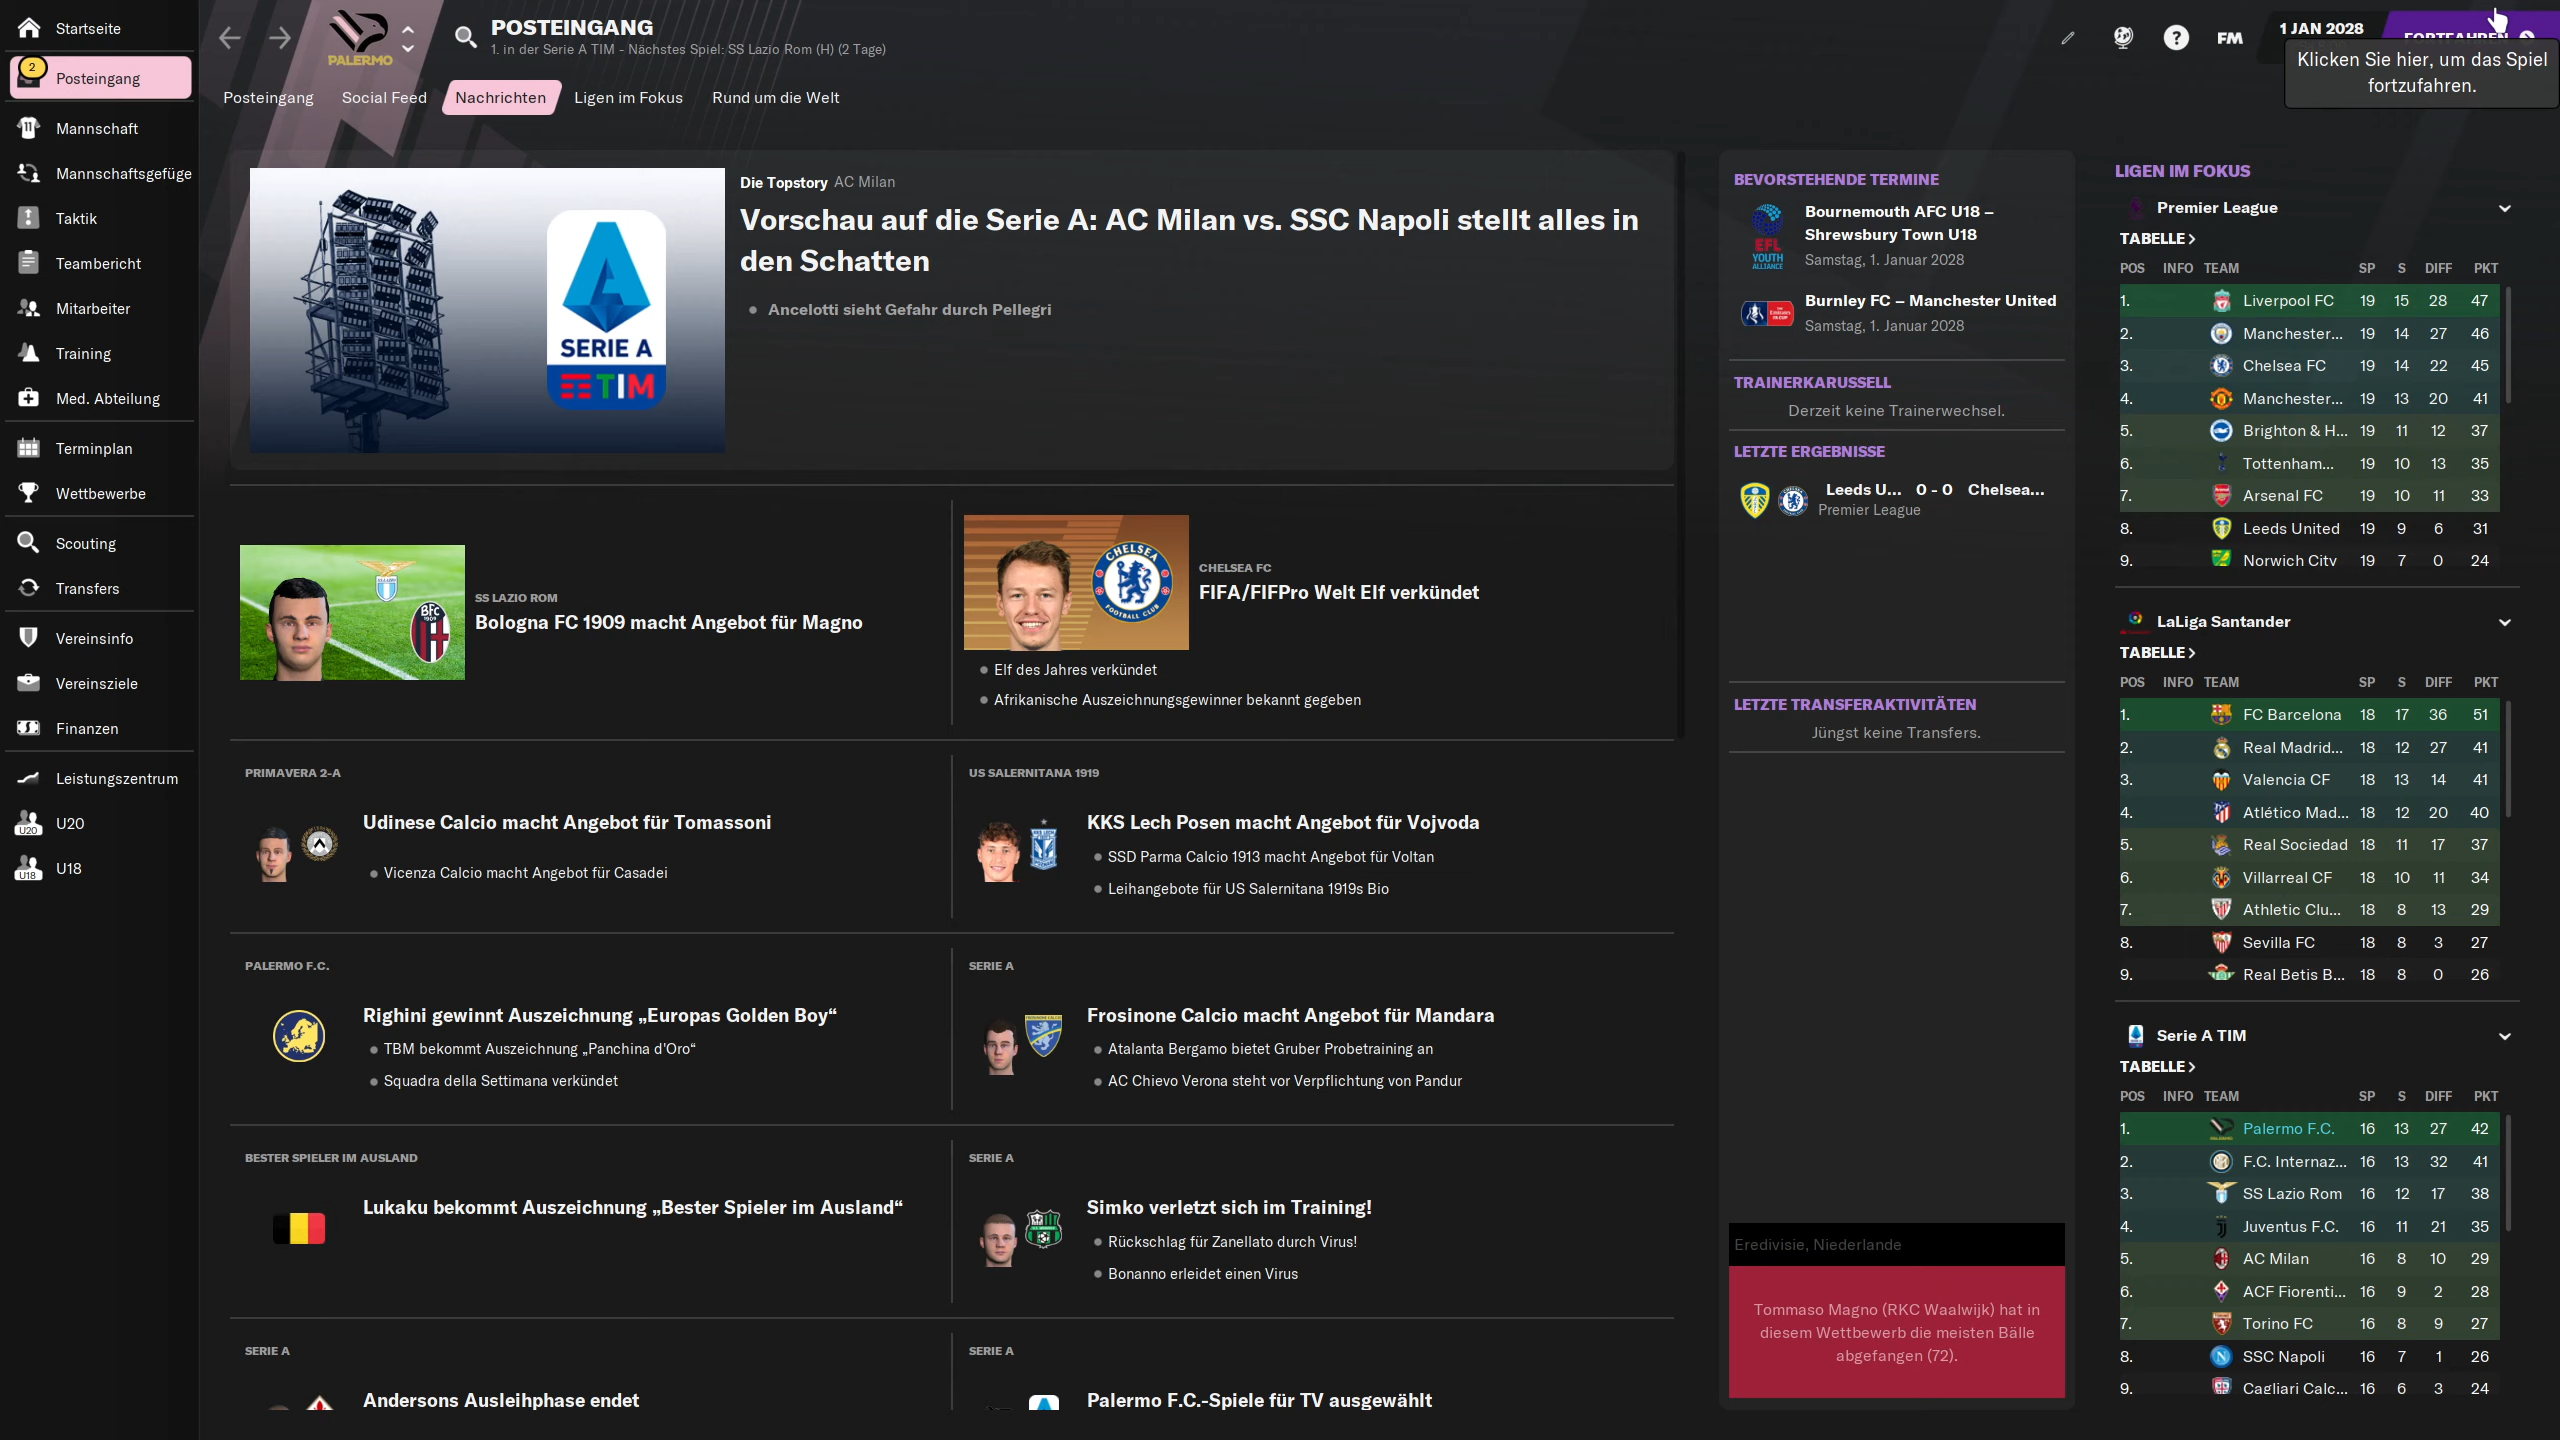 Startseite
2
Posteingang
Mannschaft
Mannschaftsgefüge
Taktik
Teambericht
Mitarbeiter
Training
Med. Abteilung
Terminplan
Wettbewerbe
Scouting
Transfers
Vereinsinfo
Vereinsziele
Finanzen
Leistungszentrum
U20
U20
U18
U18
PALERMO
POSTEINGANG
1. in der Serie A TIM - Nächstes Spiel: SS Lazio Rom (H) (2 Tage)
FM
1 JAN 2028
FORTFAHREN
Klicken Sie hier, um das Spiel
fortzufahren.
Posteingang Social Feed Nachrichten Ligen im Fokus Rund um die Welt
SERIE A
TIM
Die Topstory AC Milan
Vorschau auf die Serie A: AC Milan vs. SSC Napoli stellt alles in
den Schatten
Ancelotti sieht Gefahr durch Pellegri
BFC
1909
SS LAZIO ROM
Bologna FC 1909 macht Angebot für Magno
CHELSEA
FOOTBALL CLUB
CHELSEA FC
FIFA/FIFPro Welt Elf verkündet
Elf des Jahres verkündet
Afrikanische Auszeichnungsgewinner bekannt gegeben
PRIMAVERA 2-A
Udinese Calcio macht Angebot für Tomassoni
Vicenza Calcio macht Angebot für Casadei
US SALERNITANA 1919
KKS Lech Posen macht Angebot für Vojvoda
SSD Parma Calcio 1913 macht Angebot für Voltan
Leihangebote für US Salernitana 1919s Bio
PALERMO F.C.
Righini gewinnt Auszeichnung „Europas Golden Boy“
TBM bekommt Auszeichnung „Panchina d'Oro“
Squadra della Settimana verkündet
SERIE A
Frosinone Calcio macht Angebot für Mandara
Atalanta Bergamo bietet Gruber Probetraining an
AC Chievo Verona steht vor Verpflichtung von Pandur
BESTER SPIELER IM AUSLAND
Lukaku bekommt Auszeichnung „Bester Spieler im Ausland“
SERIE A
Simko verletzt sich im Training!
Rückschlag für Zanellato durch Virus!
Bonanno erleidet einen Virus
SERIE A
Andersons Ausleihphase endet
SERIE A
Palermo F.C.-Spiele für TV ausgewählt
BEVORSTEHENDE TERMINE
EFL
YOUTH
ALLIANCE
Bournemouth AFC U18 –
Shrewsbury Town U18
Samstag, 1. Januar 2028
Burnley FC – Manchester United
Samstag, 1. Januar 2028
TRAINERKARUSSELL
Derzeit keine Trainerwechsel.
LETZTE ERGEBNISSE
Leeds U... 0 - 0 Chelsea...
Premier League
LETZTE TRANSFERAKTIVITÄTEN
Jüngst keine Transfers.
Eredivisie, Niederlande
Tommaso Magno (RKC Waalwijk) hat in
diesem Wettbewerb die meisten Bälle
abgefangen (72).
LIGEN IM FOKUS
Premier League
TABELLE
POS INFO TEAM SP S DIFF PKT
1. Liverpool FC 19 15 28 47
2. Manchester... 19 14 27 46
3. Chelsea FC 19 14 22 45
4. Manchester... 19 13 20 41
5. Brighton & H... 19 11 12 37
6. Tottenham... 19 10 13 35
7. Arsenal FC 19 10 11 33
8. Leeds United 19 9 6 31
9. Norwich City 19 7 0 24
LaLiga Santander
TABELLE
POS INFO TEAM SP S DIFF PKT
1. FC Barcelona 18 17 36 51
2. Real Madrid... 18 12 27 41
3. Valencia CF 18 13 14 41
4. Atlético Mad... 18 12 20 40
5. Real Sociedad 18 11 17 37
6. Villarreal CF 18 10 11 34
7. Athletic Clu... 18 8 13 29
8. Sevilla FC 18 8 3 27
9. Real Betis B... 18 8 0 26
Serie A TIM
TABELLE
POS INFO TEAM SP S DIFF PKT
1. Palermo F.C. 16 13 27 42
2. F.C. Internaz... 16 13 32 41
3. SS Lazio Rom 16 12 17 38
4. Juventus F.C. 16 11 21 35
5. AC Milan 16 8 10 29
6. ACF Fiorenti... 16 9 2 28
7. Torino FC 16 8 9 27
8. SSC Napoli 16 7 1 26
9. Cagliari Calc... 16 6 3 24